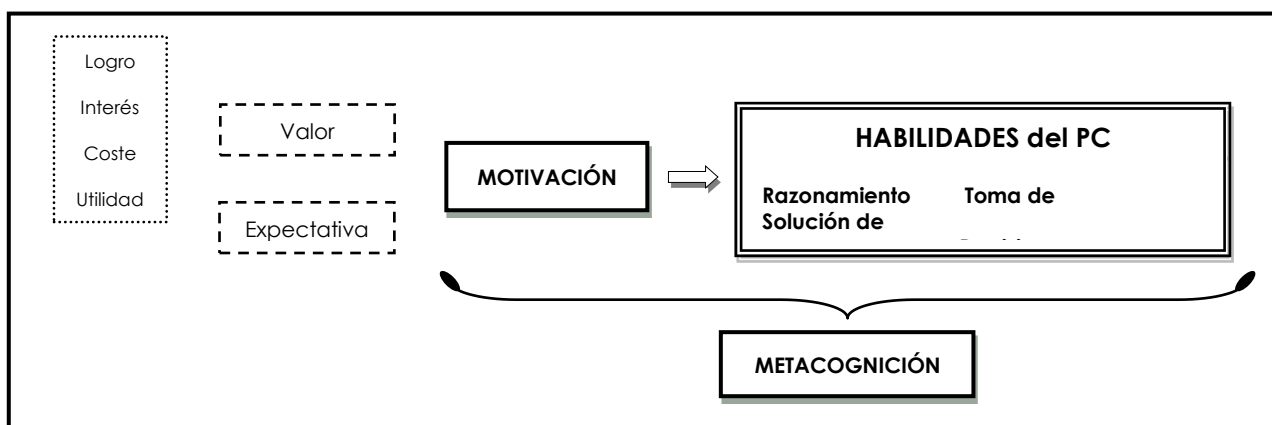 Logro
Interés
Coste
Utilidad
Valor
Expectativa
MOTIVACIÓN
HABILIDADES del PC
Razonamiento Toma de
Solución de
METACOGNICIÓN